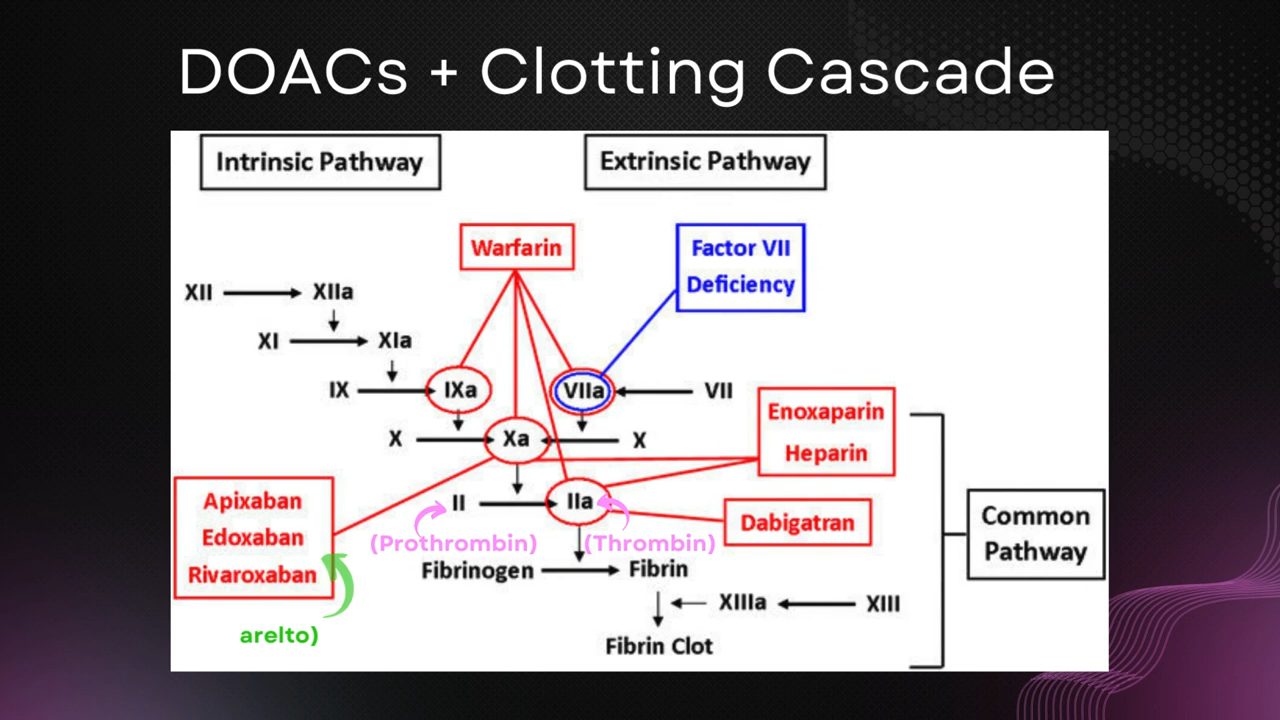 DOACs + Clotting Cascade
Intrinsic Pathway
Extrinsic Pathway
Warfarin
Factor VII
Deficiency
XII
XIIa
XI
XIa
IX
IXa
VIIa
VII
X
Xa
X
Enoxaparin
Heparin
Apixaban
Edoxaban
Rivaroxaban
II
IIa
Dabigatran
(Prothrombin)
(Thrombin)
Common
Pathway
Fibrinogen
Fibrin
XIIIa
XIII
arelto)
Fibrin Clot